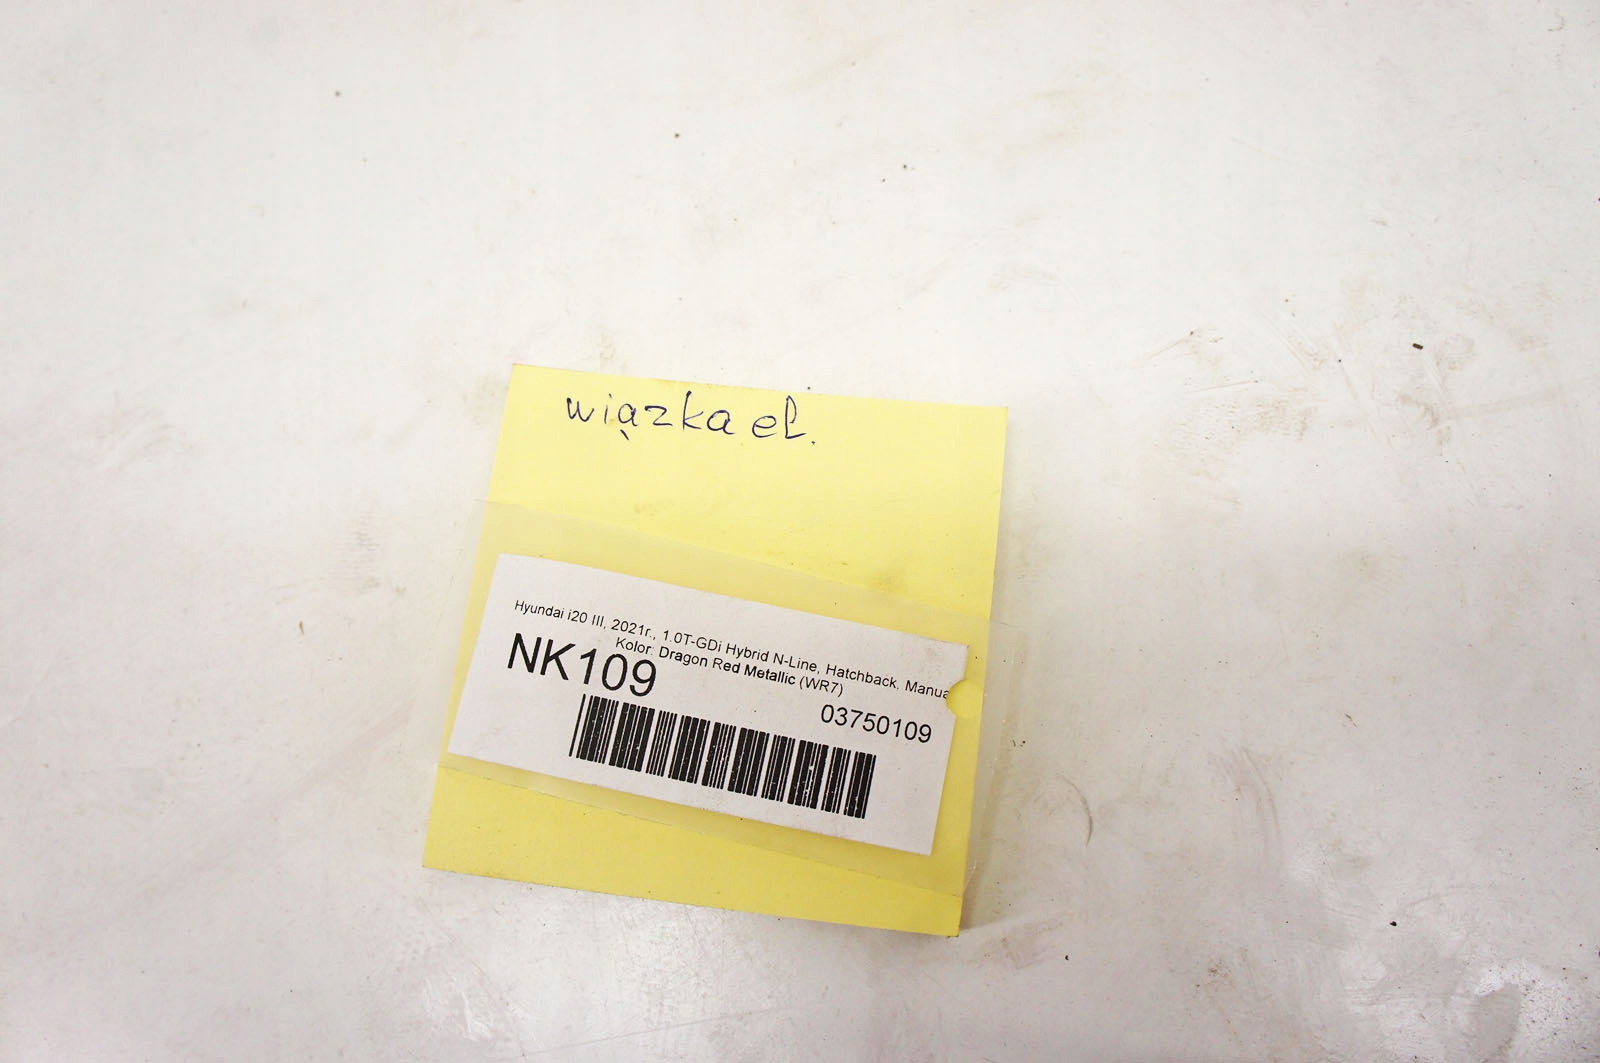 wiązka el.
Hyundai i20 III, 2021r., 1.0T-GDi Hybrid N-Line, Hatchback, Manua
Kolor: Dragon Red Metallic (WR7)
NK109
03750109